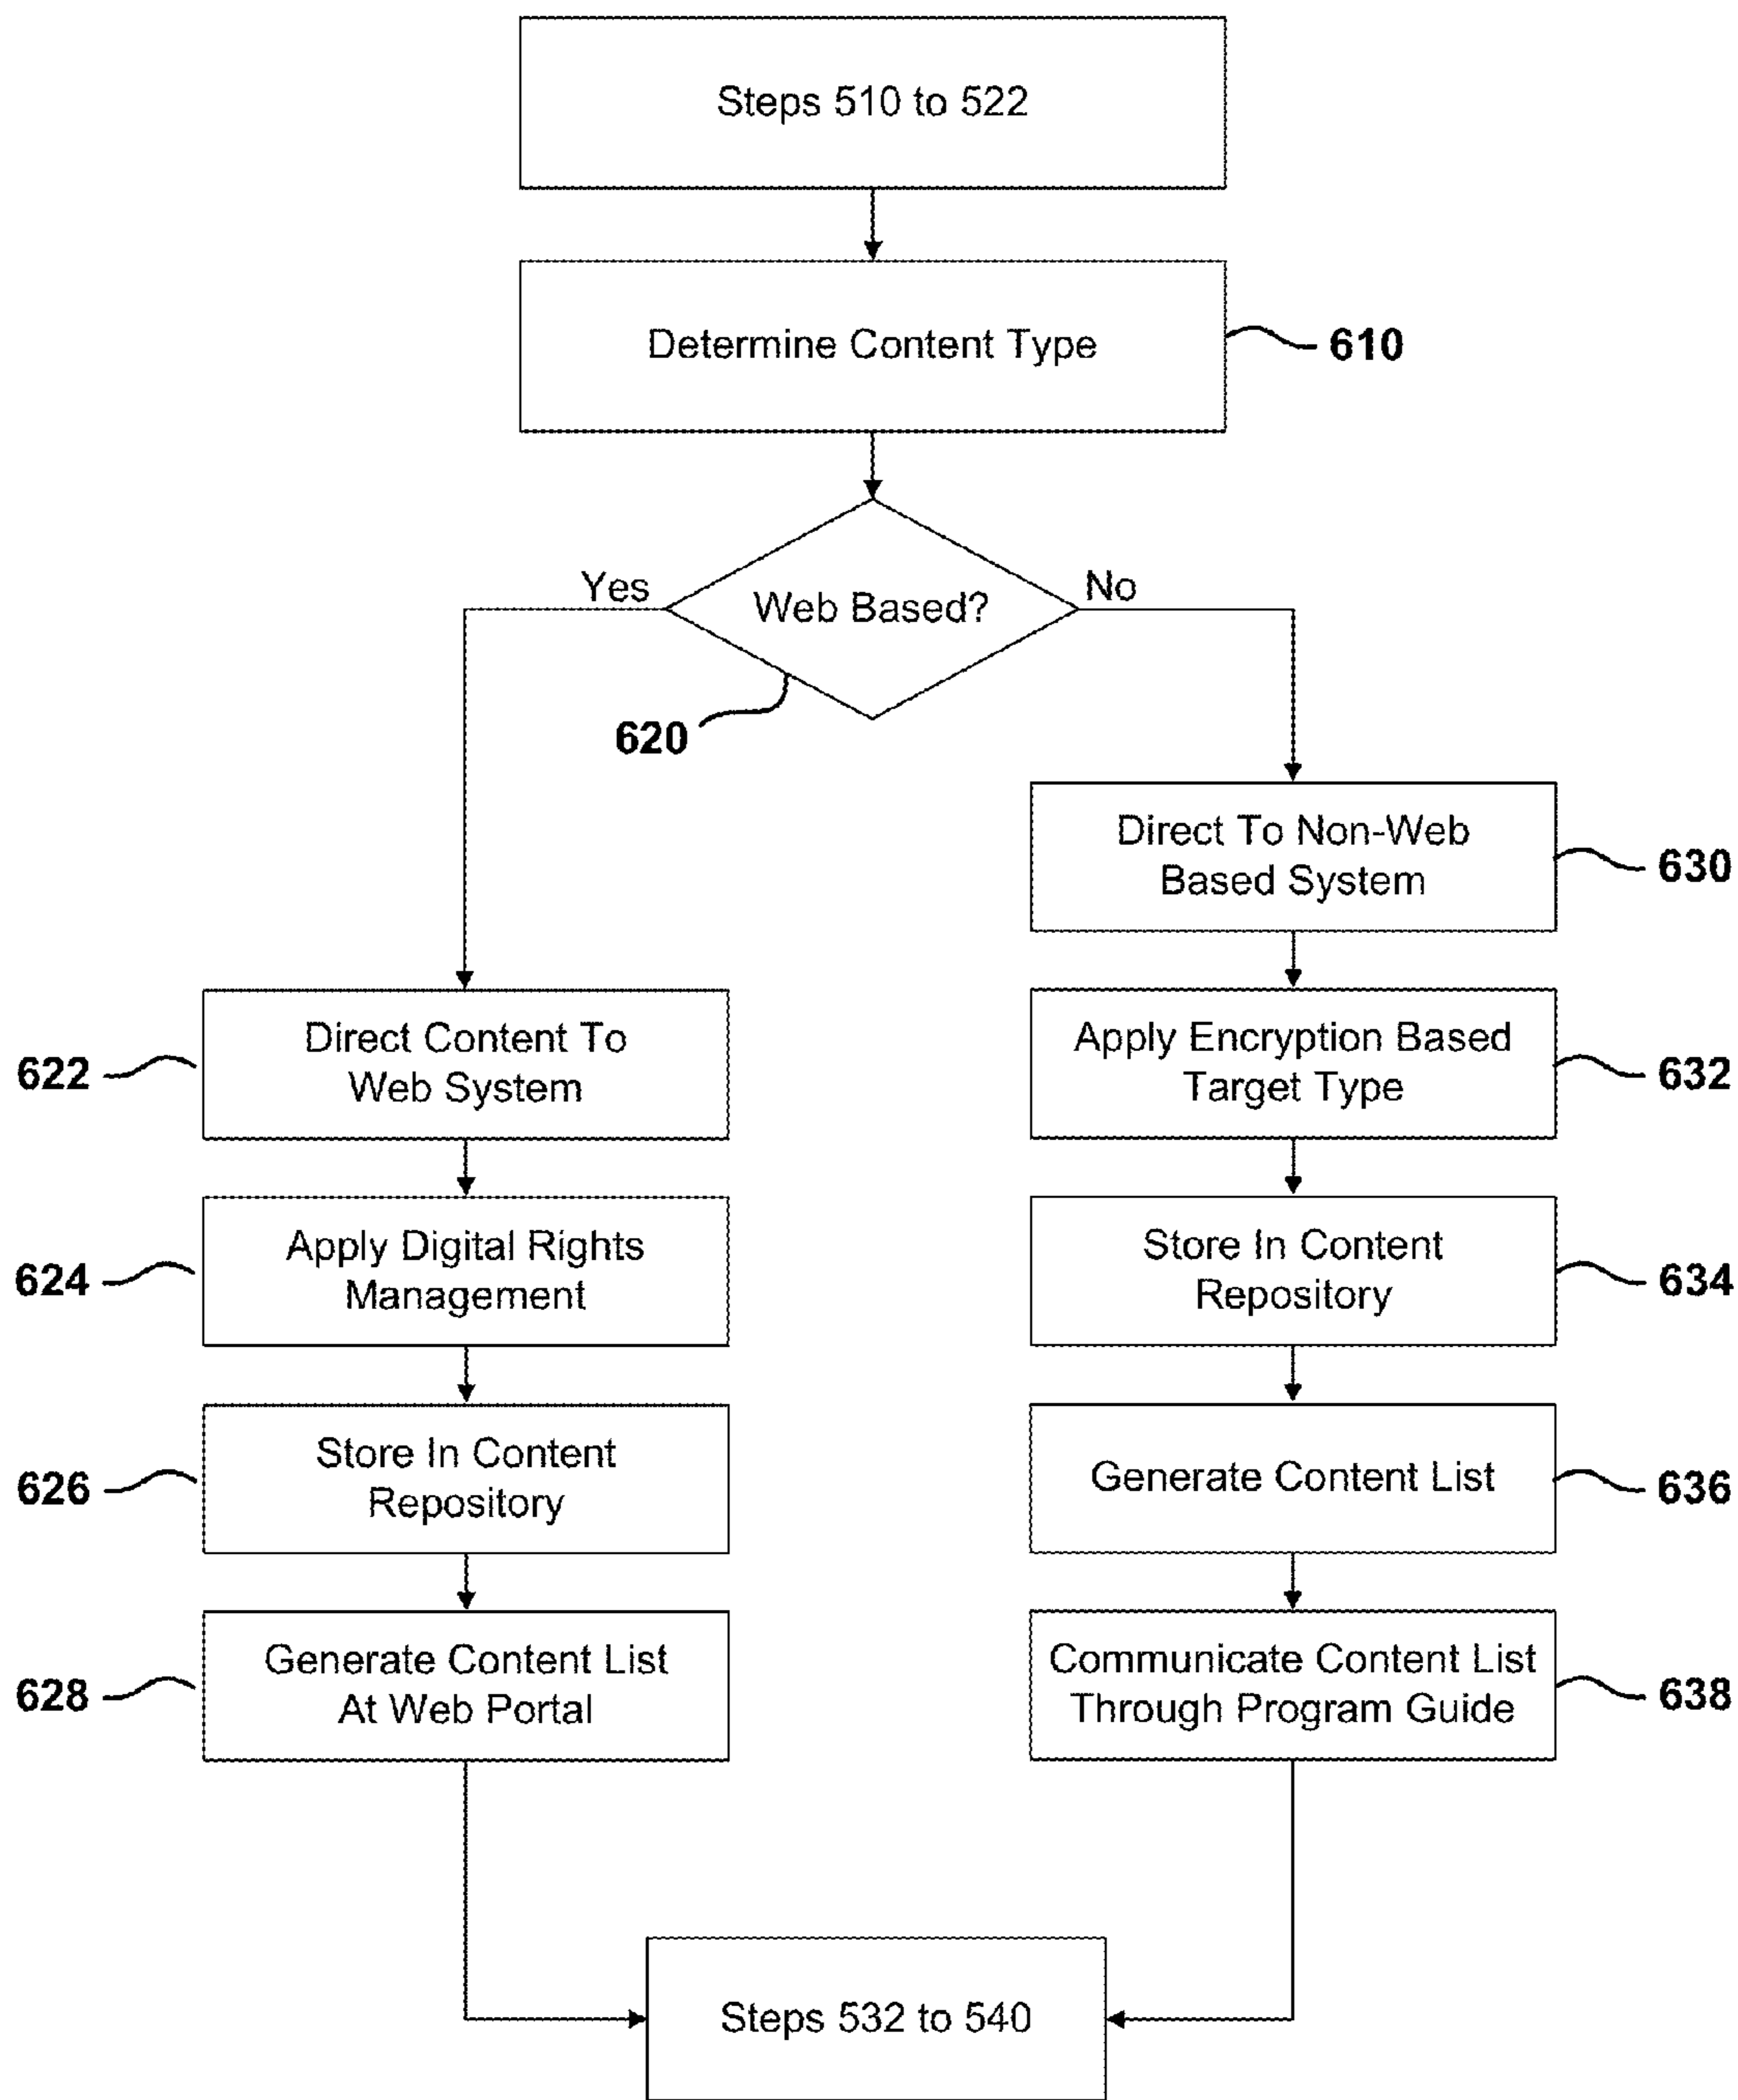 Steps 510 to 522
Determine Content Type
610
Yes
Web Based?
No
620
Direct To Non-Web
Based System
630
Direct Content To
Web System
622
Apply Encryption Based
Target Type
632
Apply Digital Rights
Management
624
Store In Content
Repository
634
Store In Content
Repository
626
Generate Content List
636
Generate Content List
At Web Portal
628
Communicate Content List
Through Program Guide
638
Steps 532 to 540